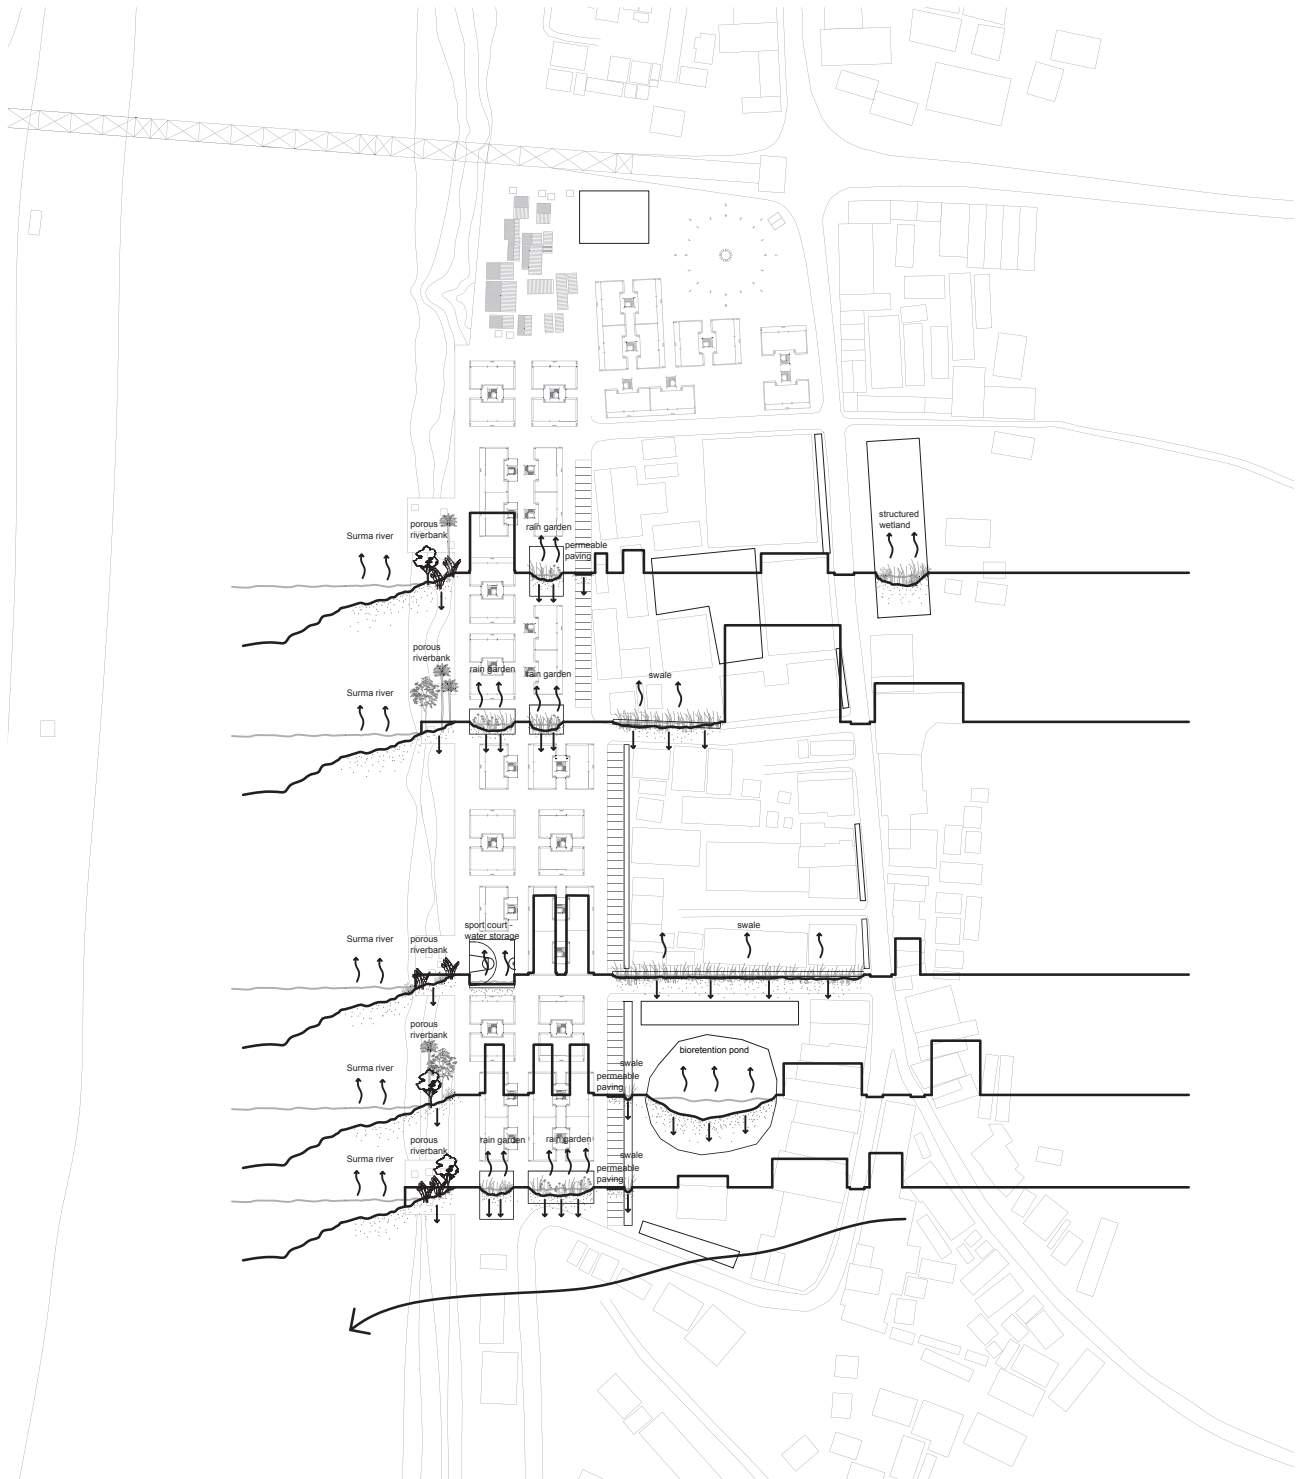 structured
wetland
porous
riverbank
Surma river
rain garden
permeable
paving
porous
riverbank
rain garden
rain garden
swale
Surma river
sport court -
water storage
swale
Surma river
porous
riverbank
porous
riverbank
bioretention pond
swale
Surma river
permeable
paving
porous
riverbank
rain garden
rain garden
swale
Surma river
permeable
paving